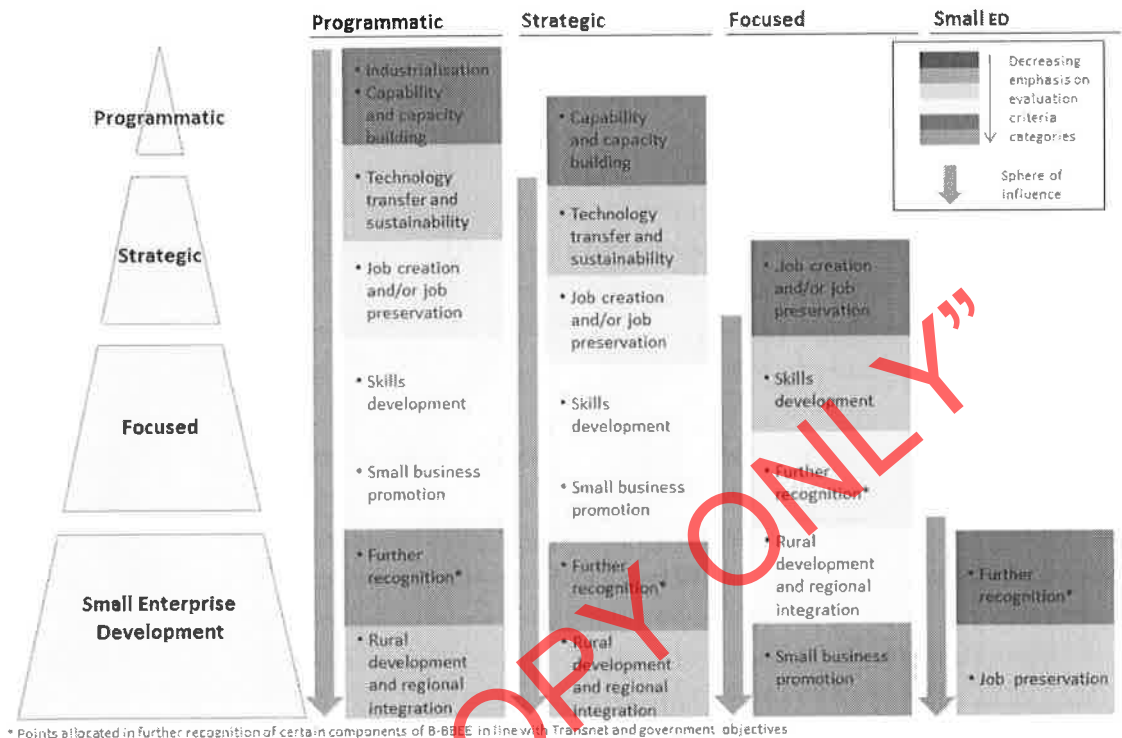 Programmatic
Strategic
Focused
Small ED
Programmatic
Strategic
Focused
Small Enterprise
Development
• Industrialisation
• Capability
and capacity
building
• Technology
transfer and
sustainability
• Job creation
and/or job
preservation
• Skills
development
• Small business
promotion
• Further
recognition*
• Rural
development
and regional
integration
• Capability
and capacity
building
• Technology
transfer and
sustainability
• Job creation
and/or job
preservation
• Skills
development
• Small business
promotion
• Further
recognition*
• Rural
development
and regional
integration
• Job creation
and/or job
preservation
• Skills
development
• Further
recognition*
• Rural
development
and regional
integration
• Small business
promotion
• Further
recognition*
• Job preservation
Decreasing
emphasis on
evaluation
criteria
categories
Sphere of
influence
* Points allocated in further recognition of certain components of B-BBEE in line with Transnet and government objectives
OPY ONLY”